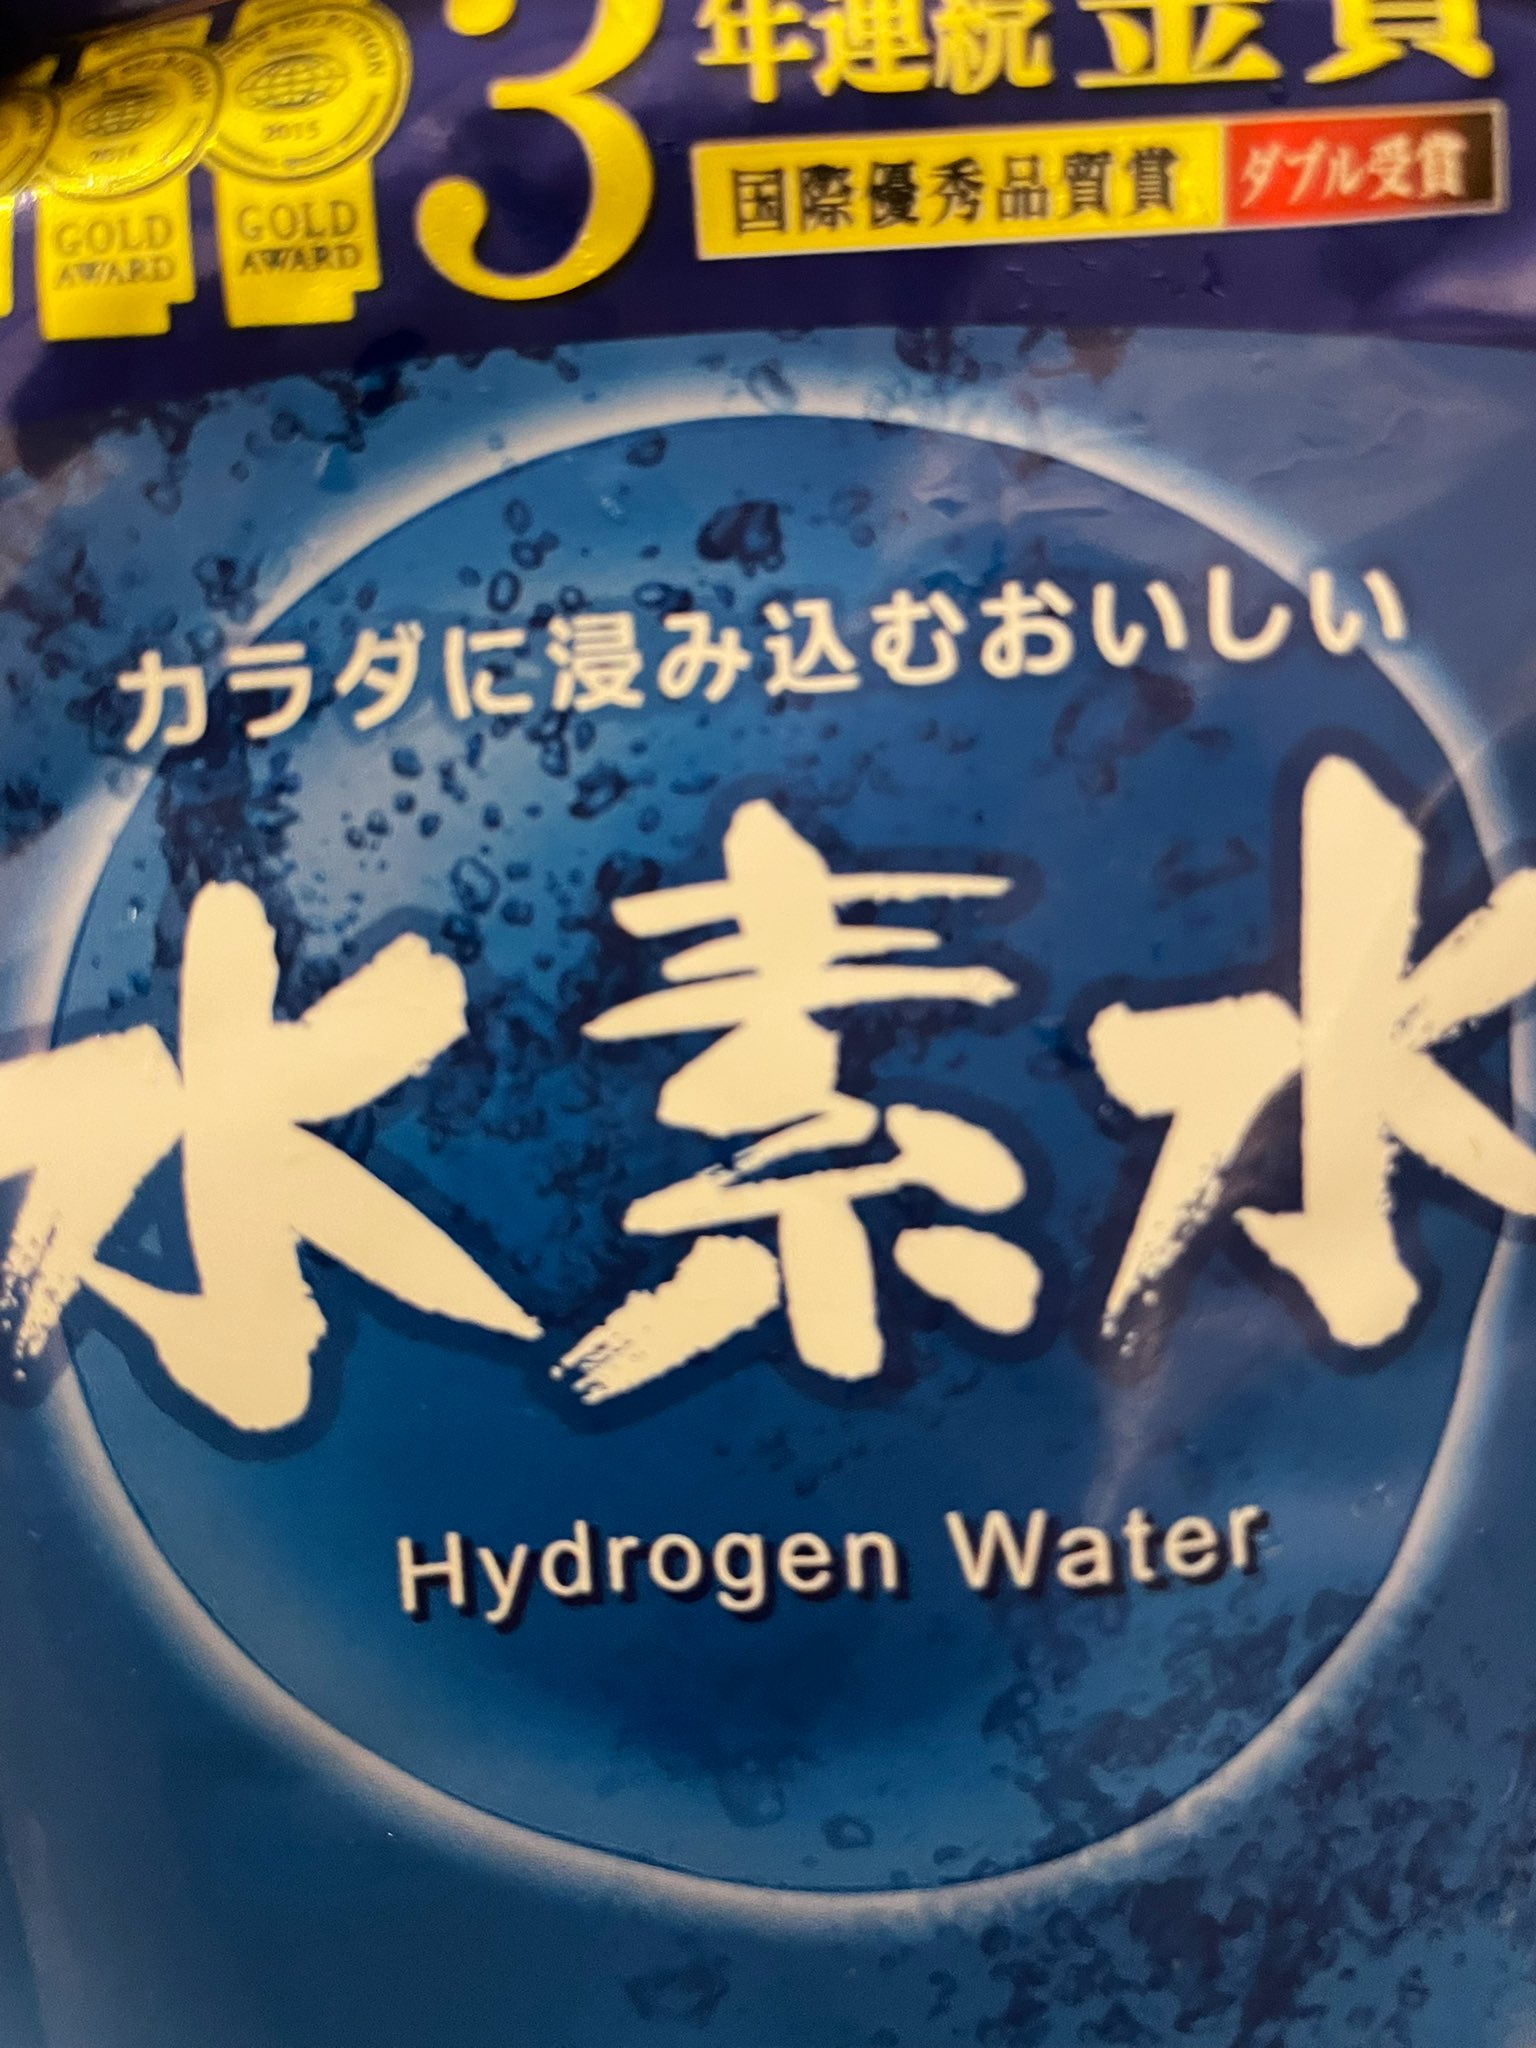 3年連続金賞
国際優秀品質賞 ダブル受賞
2014 2015
GOLD AWARD
GOLD AWARD
カラダに浸み込むおいしい
水素水
Hydrogen Water